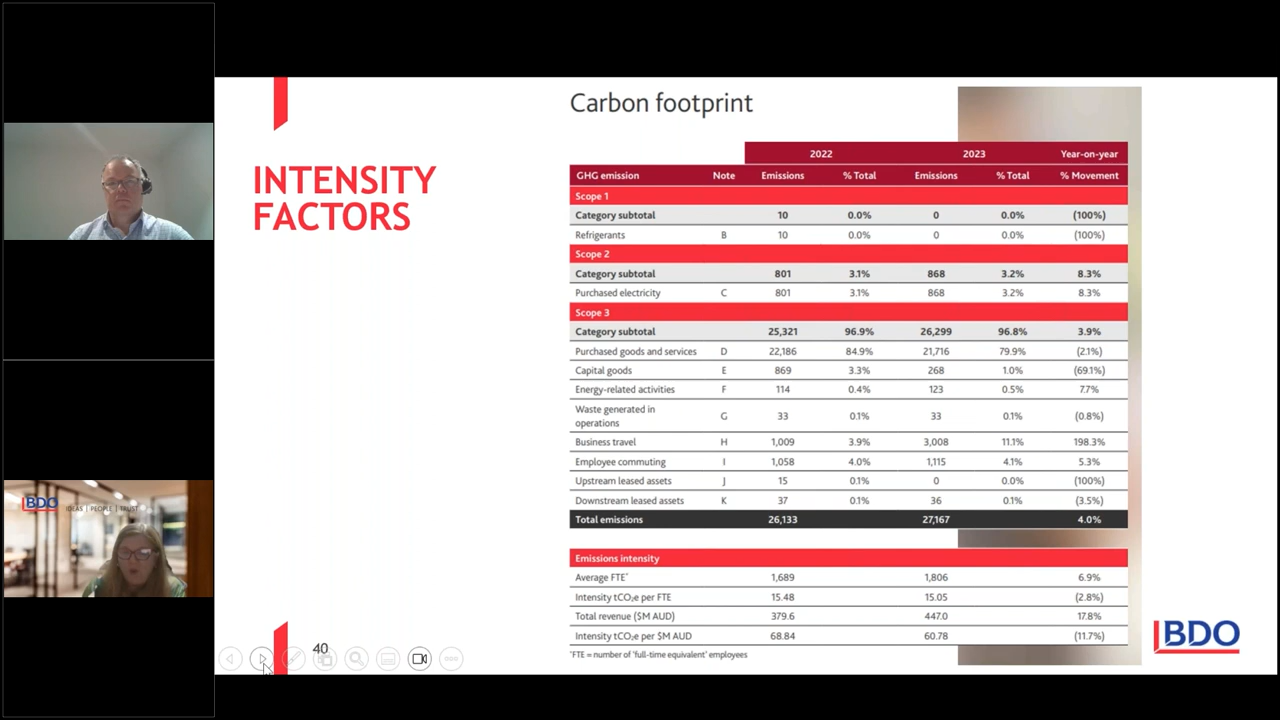 BDO
IDEAS | PEOPLE | TRUST
INTENSITY
FACTORS
40
Carbon footprint
2022 2023 Year-on-year
GHG emission Note Emissions % Total Emissions % Total % Movement
Scope 1
Category subtotal 10 0.0% 0 0.0% (100%)
Refrigerants B 10 0.0% 0 0.0% (100%)
Scope 2
Category subtotal 801 3.1% 868 3.2% 8.3%
Purchased electricity C 801 3.1% 868 3.2% 8.3%
Scope 3
Category subtotal 25,321 96.9% 26,299 96.8% 3.9%
Purchased goods and services D 22,186 84.9% 21,716 79.9% (2.1%)
Capital goods E 869 3.3% 268 1.0% (69.1%)
Energy-related activities F 114 0.4% 123 0.5% 7.7%
Waste generated in
operations G 33 0.1% 33 0.1% (0.8%)
Business travel H 1,009 3.9% 3,008 11.1% 198.3%
Employee commuting I 1,058 4.0% 1,115 4.1% 5.3%
Upstream leased assets J 15 0.1% 0 0.0% (100%)
Downstream leased assets K 37 0.1% 36 0.1% (3.5%)
Total emissions 26,133 27,167 4.0%
Emissions intensity
Average FTE* 1,689 1,806 6.9%
Intensity tCO₂e per FTE 15.48 15.05 (2.8%)
Total revenue ($M AUD) 379.6 447.0 17.8%
Intensity tCO₂e per $M AUD 68.84 60.78 (11.7%)
*FTE = number of 'full-time equivalent' employees
BDO